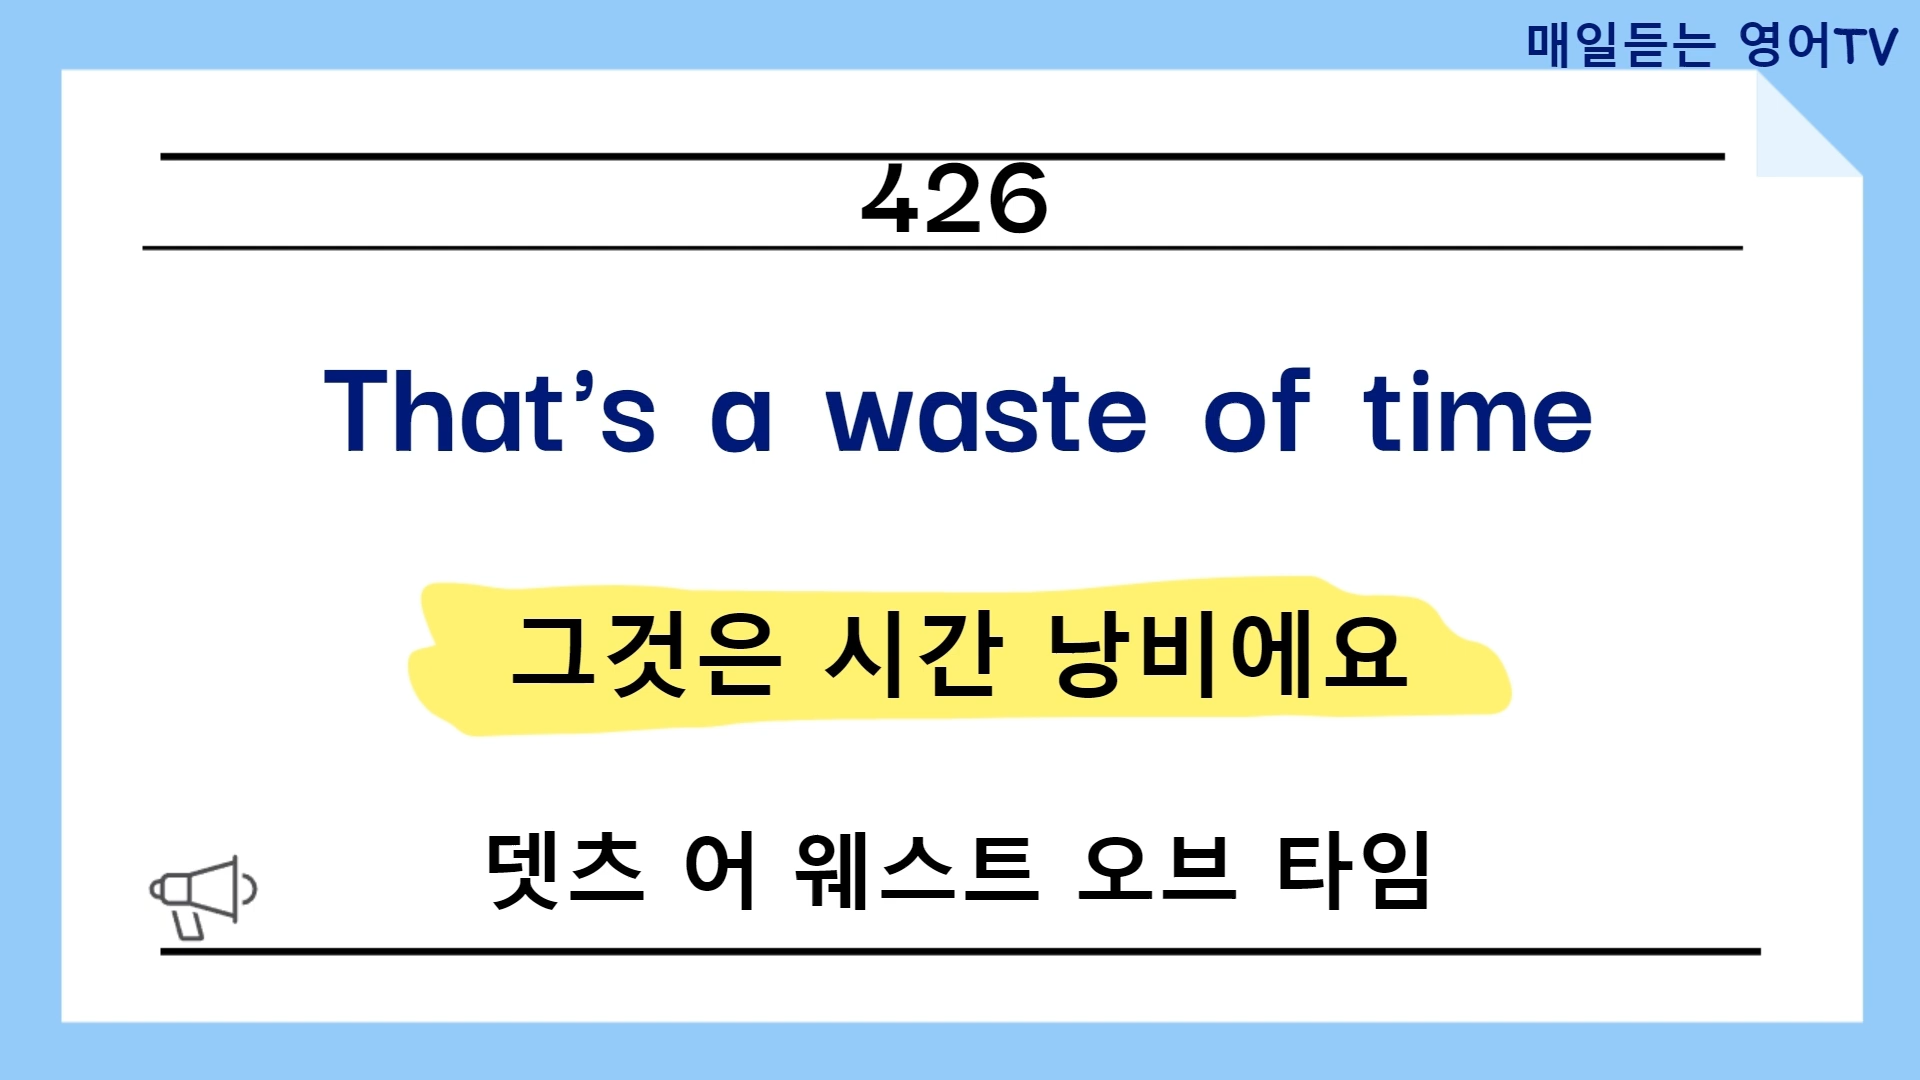 매일듣는 영어TV
426
That's a waste of time
그것은 시간 낭비에요
뎃츠 어 웨스트 오브 타임